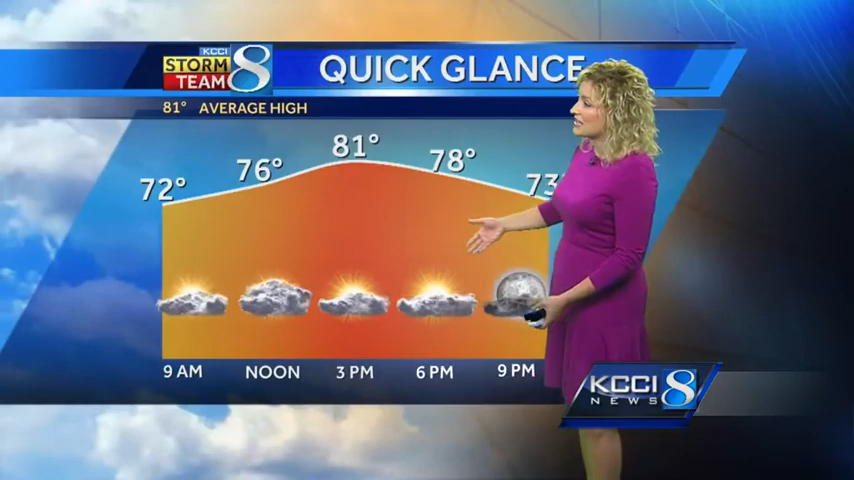 KCCI
STORM
TEAM 8
QUICK GLANCE
81° AVERAGE HIGH
72° 76° 81° 78° 73°
9 AM NOON 3 PM 6 PM 9 PM
KCCI 8
NEWS